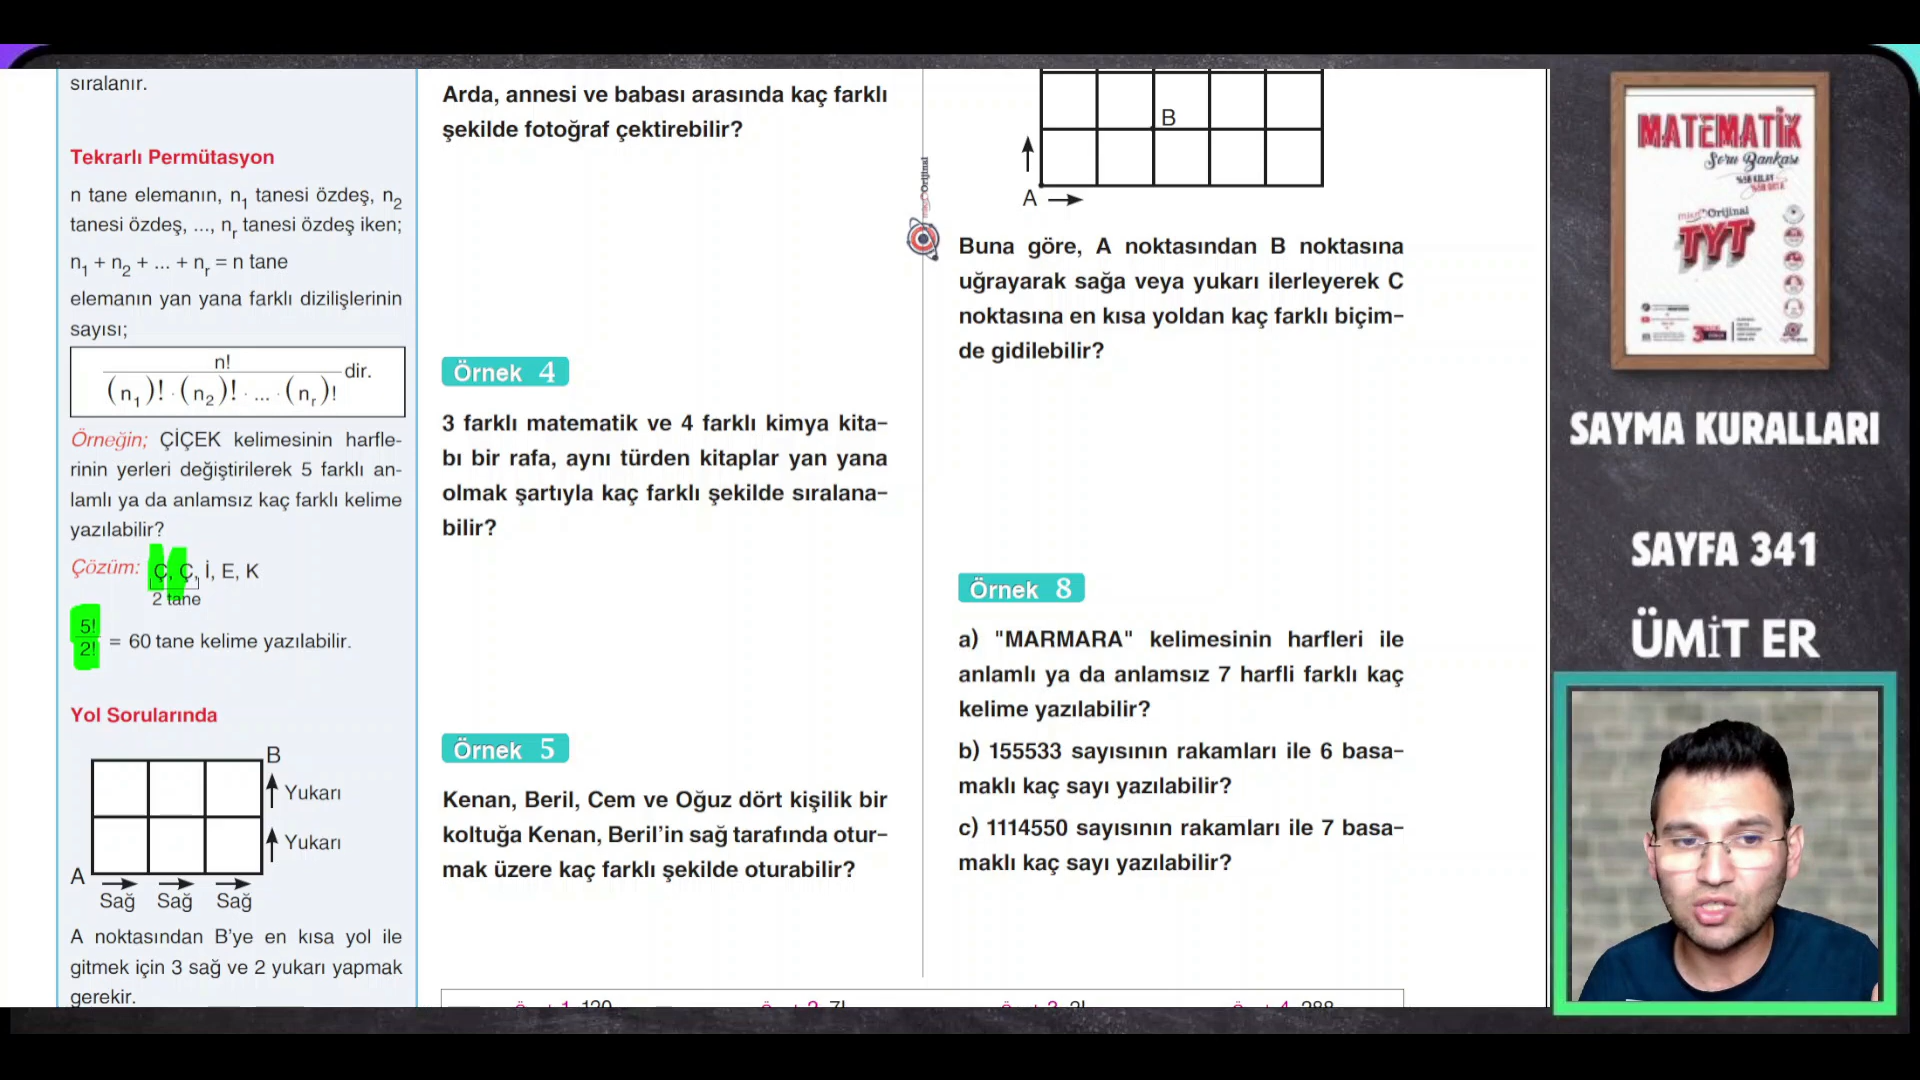 sıralanır.
Tekrarlı Permütasyon
n tane elemanın, n1 tanesi özdeş, n2
tanesi özdeş, ..., nr tanesi özdeş iken;
n1 + n2 + ... + nr = n tane
elemanın yan yana farklı dizilişlerinin
sayısı;
n!
(n1)! · (n2)! · ... · (nr)!
dir.
Örneğin; ÇİÇEK kelimesinin harfle-
rinin yerleri değiştirilerek 5 farklı an-
lamlı ya da anlamsız kaç farklı kelime
yazılabilir?
Çözüm: Ç, Ç, İ, E, K
2 tane
5!
2!
= 60 tane kelime yazılabilir.
Yol Sorularında
B
Yukarı
Yukarı
A
Sağ Sağ Sağ
A noktasından B'ye en kısa yol ile
gitmek için 3 sağ ve 2 yukarı yapmak
gerekir.
Arda, annesi ve babası arasında kaç farklı
şekilde fotoğraf çektirebilir?
Örnek 4
3 farklı matematik ve 4 farklı kimya kita-
bı bir rafa, aynı türden kitaplar yan yana
olmak şartıyla kaç farklı şekilde sıralana-
bilir?
Örnek 5
Kenan, Beril, Cem ve Oğuz dört kişilik bir
koltuğa Kenan, Beril'in sağ tarafında otur-
mak üzere kaç farklı şekilde oturabilir?
Orijinal
B
A
Buna göre, A noktasından B noktasına
uğrayarak sağa veya yukarı ilerleyerek C
noktasına en kısa yoldan kaç farklı biçim-
de gidilebilir?
Örnek 8
a) "MARMARA" kelimesinin harfleri ile
anlamlı ya da anlamsız 7 harfli farklı kaç
kelime yazılabilir?
b) 155533 sayısının rakamları ile 6 basa-
maklı kaç sayı yazılabilir?
c) 1114550 sayısının rakamları ile 7 basa-
maklı kaç sayı yazılabilir?
MATEMATİK
Soru Bankası
Orijinal
TYT
SAYMA KURALLARI
SAYFA 341
ÜMİT ER